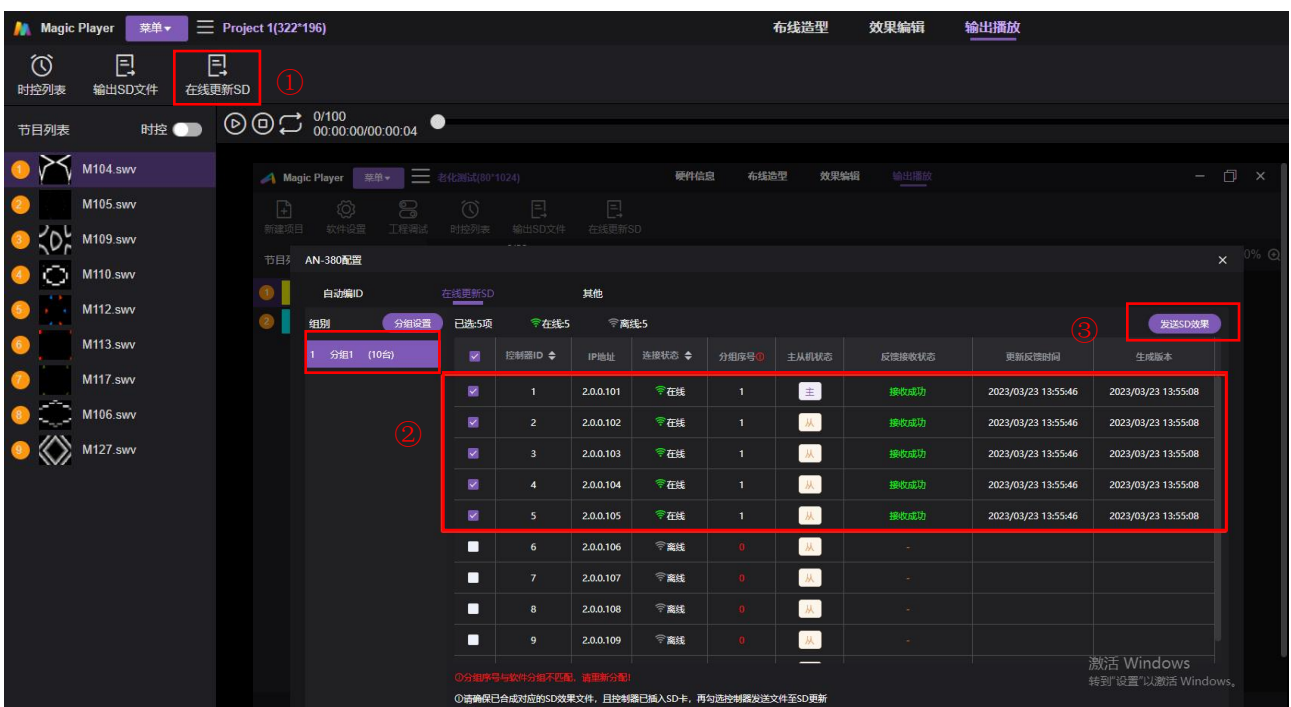 Magic Player 菜单 Project 1(322*196) 布线造型 效果编辑 输出播放
时控列表 输出SD文件 在线更新SD ①
节目列表 时控 0/100
00:00:00/00:00:04
1 M104.swv
2 M105.swv
3 M109.swv
4 M110.swv
5 M112.swv
6 M113.swv
7 M117.swv
8 M106.swv
9 M127.swv
Magic Player 菜单 老化测试(80*1024) 硬件信息 布线造型 效果编辑 输出播放
新建项目 软件设置 工程调试 时控列表 输出SD文件 在线更新SD
节目列 0%
1
2
AN-380配置
自动编ID 在线更新SD 其他
组别 分组设置 已选:5项 在线:5 离线:5 ③ 发送SD效果
1 分组1 (10台)
②
控制器ID IP地址 连接状态 分组序号① 主从机状态 反馈接收状态 更新反馈时间 生成版本
1 2.0.0.101 在线 1 主 接收成功 2023/03/23 13:55:46 2023/03/23 13:55:08
2 2.0.0.102 在线 1 从 接收成功 2023/03/23 13:55:46 2023/03/23 13:55:08
3 2.0.0.103 在线 1 从 接收成功 2023/03/23 13:55:46 2023/03/23 13:55:08
4 2.0.0.104 在线 1 从 接收成功 2023/03/23 13:55:46 2023/03/23 13:55:08
5 2.0.0.105 在线 1 从 接收成功 2023/03/23 13:55:46 2023/03/23 13:55:08
6 2.0.0.106 离线 0 从 -
7 2.0.0.107 离线 0 从 -
8 2.0.0.108 离线 0 从 -
9 2.0.0.109 离线 0 从 -
①分组序号与软件分组不匹配，请重新分配!
①请确保已合成对应的SD效果文件，且控制器已插入SD卡，再勾选控制器发送文件至SD更新
激活 Windows
转到"设置"以激活 Windows。